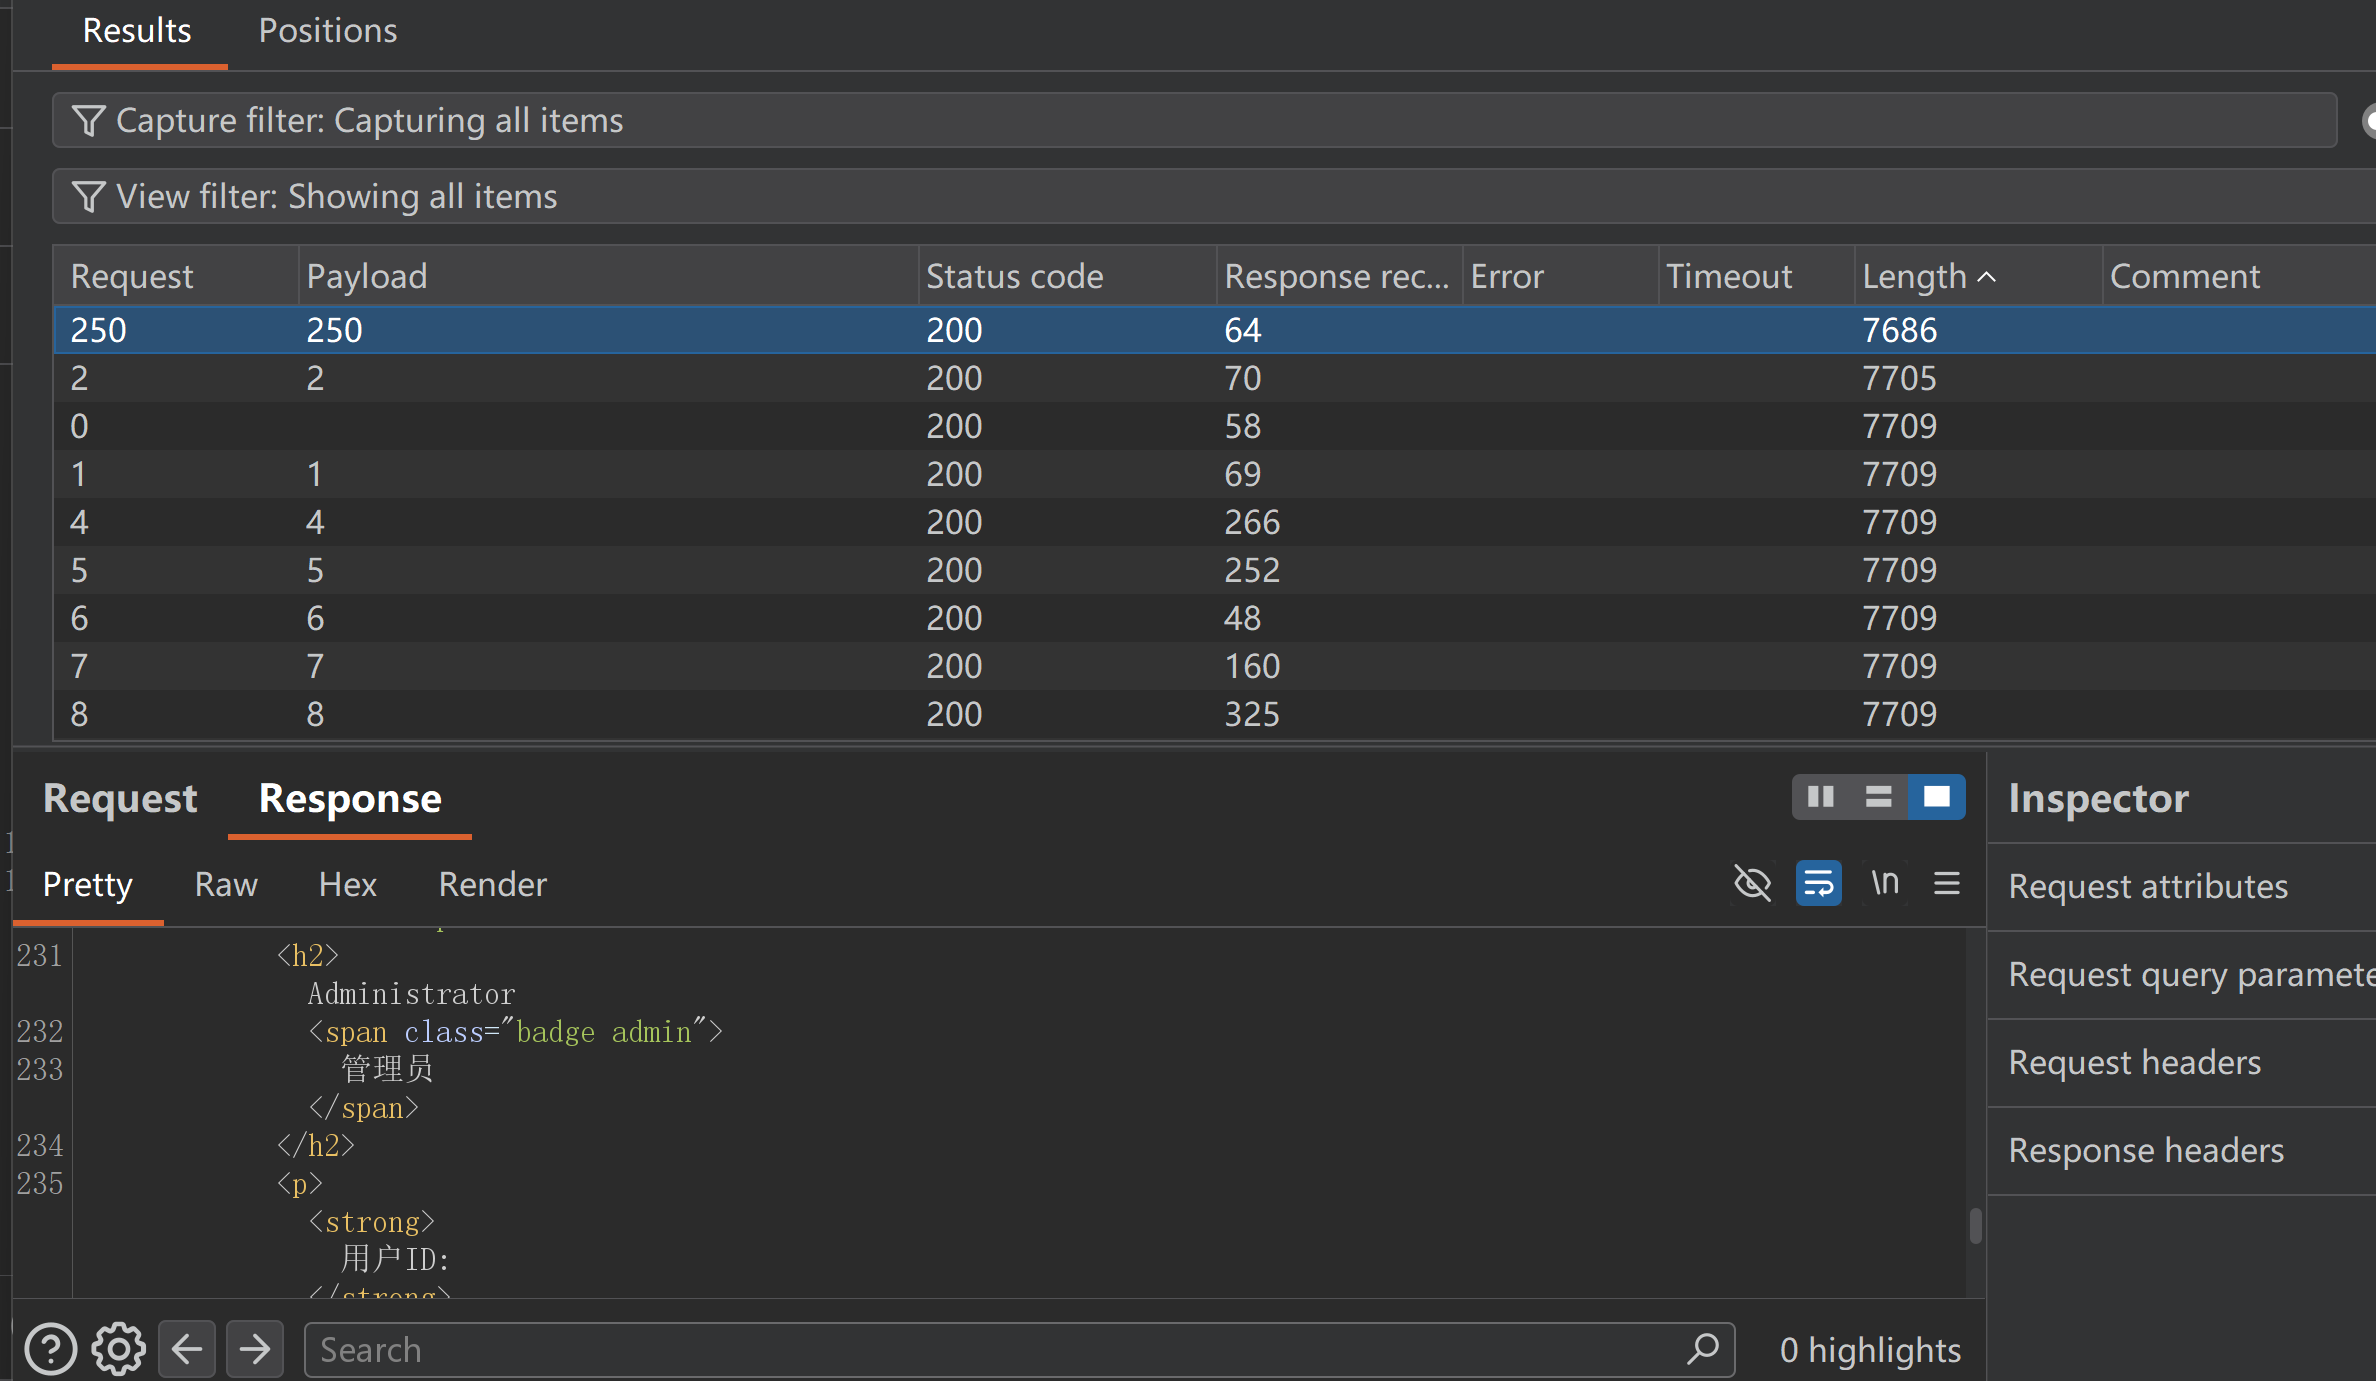 Results Positions
Capture filter: Capturing all items
View filter: Showing all items
Request Payload Status code Response rec... Error Timeout Length Comment
250 250 200 64 7686
2 2 200 70 7705
0 200 58 7709
1 1 200 69 7709
4 4 200 266 7709
5 5 200 252 7709
6 6 200 48 7709
7 7 200 160 7709
8 8 200 325 7709
Request Response
Inspector
Pretty Raw Hex Render \n
Request attributes
Request query paramete
Request headers
Response headers
231 <h2>
Administrator
232 <span class="badge admin">
233 管理员
</span>
234 </h2>
235 <p>
<strong>
用户ID:
</strong>
Search
0 highlights